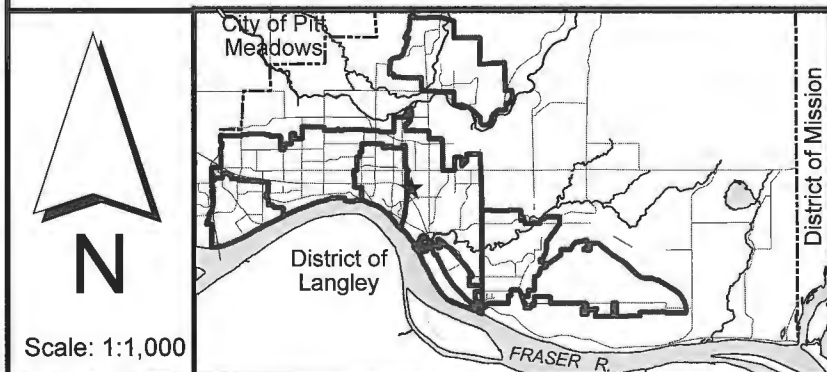 City of Pitt
Meadows
District of Mission
District of
Langley
N
Scale: 1:1,000
FRASER R.